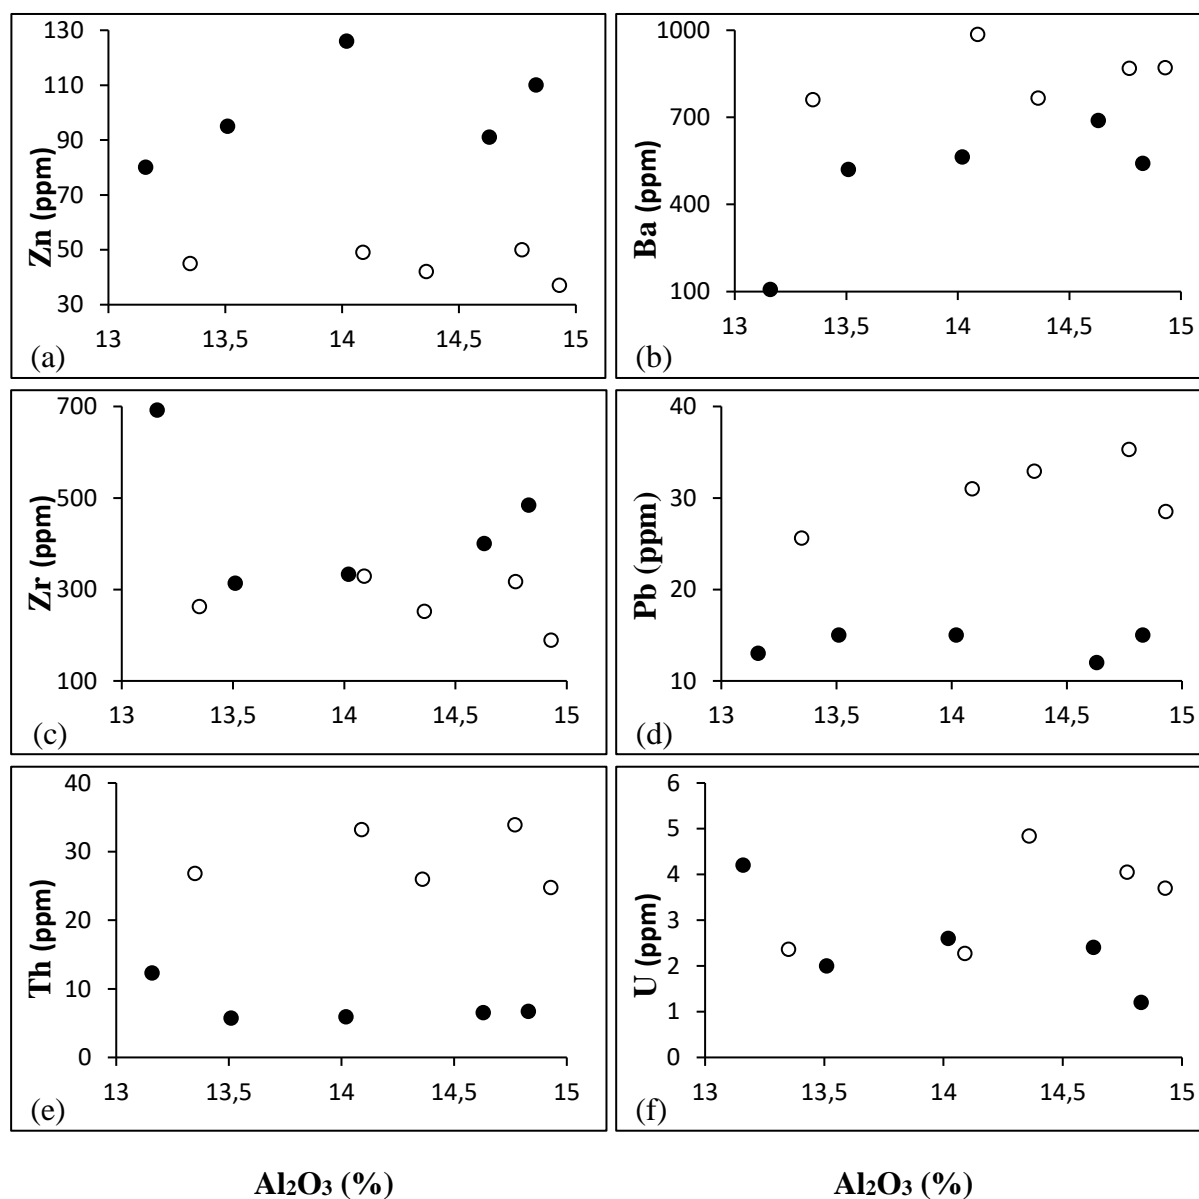 130
110
90
70
50
30
Zn (ppm)
13 13,5 14 14,5 15
(a)
1000
700
400
100
Ba (ppm)
13 13,5 14 14,5 15
(b)
700
500
300
100
Zr (ppm)
13 13,5 14 14,5 15
(c)
40
30
20
10
Pb (ppm)
13 13,5 14 14,5 15
(d)
40
30
20
10
0
Th (ppm)
13 13,5 14 14,5 15
(e)
6
5
4
3
2
1
0
U (ppm)
13 13,5 14 14,5 15
(f)
Al₂O₃ (%) Al₂O₃ (%)